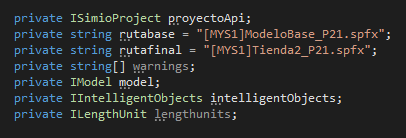 private ISimioProject proyectoApi;
private string rutabase = "[MYS1]ModeloBase_P21.spfx";
private string rutafinal = "[MYS1]Tienda2_P21.spfx";
private string[] warnings;
private IModel model;
private IIntelligentObjects intelligentObjects;
private ILengthUnit lengthunits;